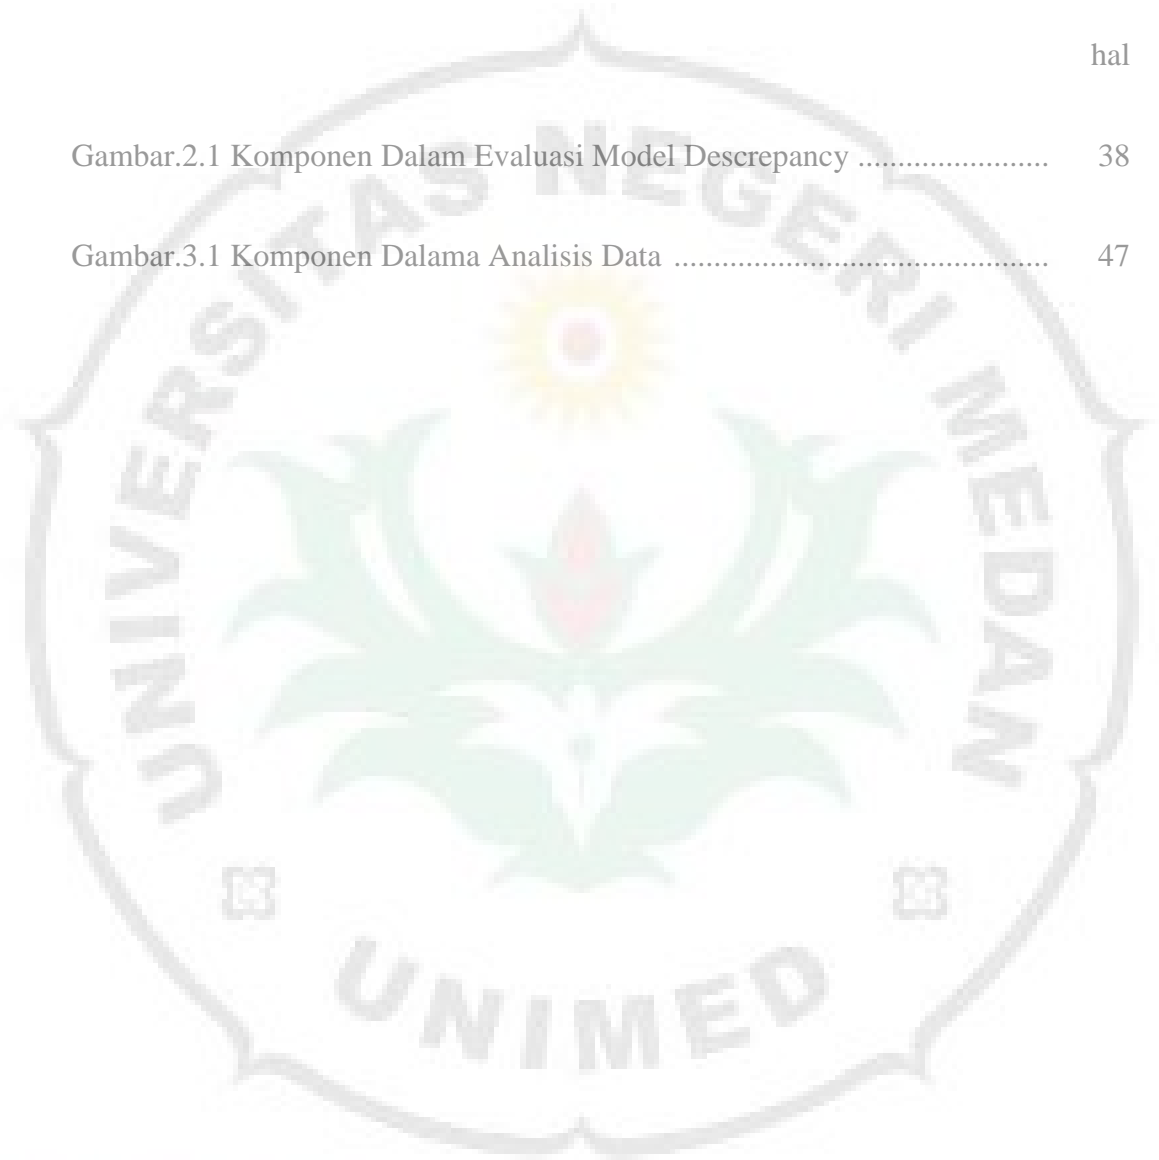 hal
Gambar.2.1 Komponen Dalam Evaluasi Model Descrepancy ........................ 38
Gambar.3.1 Komponen Dalama Analisis Data ............................................... 47
UNIVERSITAS NEGERI MEDAN
UNIMED